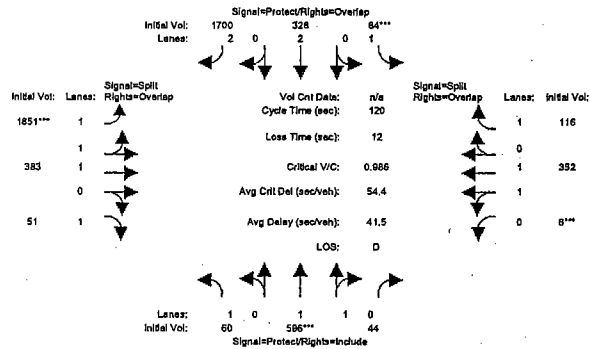 Signal=Protect/Rights=Overlap
Initial Vol: 1700 328 84***
Lanes: 2 0 2 0 1
Signal=Split
Initial Vol: Lanes: Rights=Overlap
Vol Cnt Date: n/a
Signal=Split
Rights=Overlap Lanes: Initial Vol:
Cycle Time (sec): 120
1851*** 1
1 116
Loss Time (sec): 12
1
0
383 1
Critical V/C: 0.986
1 352
0
Avg Crit Del (sec/veh): 54.4
1
51 1
Avg Delay (sec/veh): 41.5
0 6***
LOS: D
Lanes: 1 0 1 1 0
Initial Vol: 60 596*** 44
Signal=Protect/Rights=Include